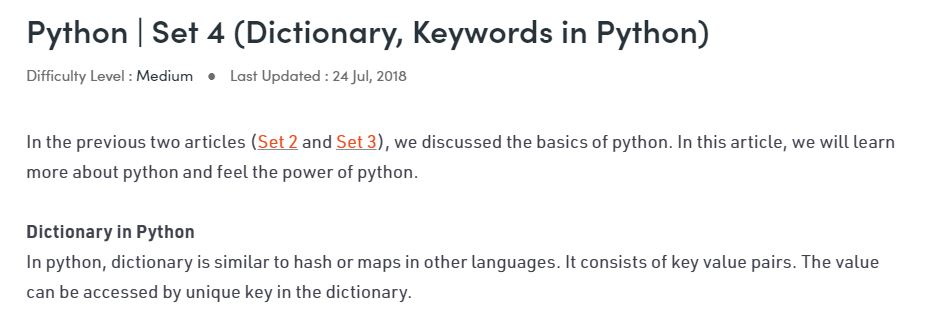 Python | Set 4 (Dictionary, Keywords in Python)
Difficulty Level : Medium ● Last Updated : 24 Jul, 2018
In the previous two articles (Set 2 and Set 3), we discussed the basics of python. In this article, we will learn
more about python and feel the power of python.
Dictionary in Python
In python, dictionary is similar to hash or maps in other languages. It consists of key value pairs. The value
can be accessed by unique key in the dictionary.